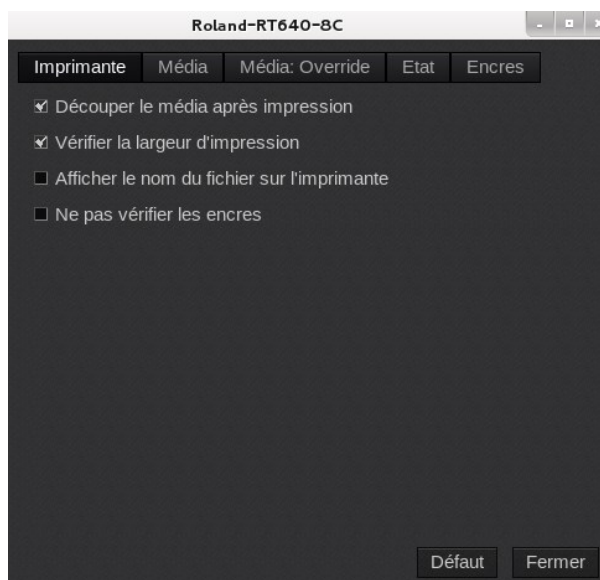 Roland-RT640-8C
Imprimante Média Média: Override Etat Encres
Découper le média après impression
Vérifier la largeur d'impression
Afficher le nom du fichier sur l'imprimante
Ne pas vérifier les encres
Défaut Fermer